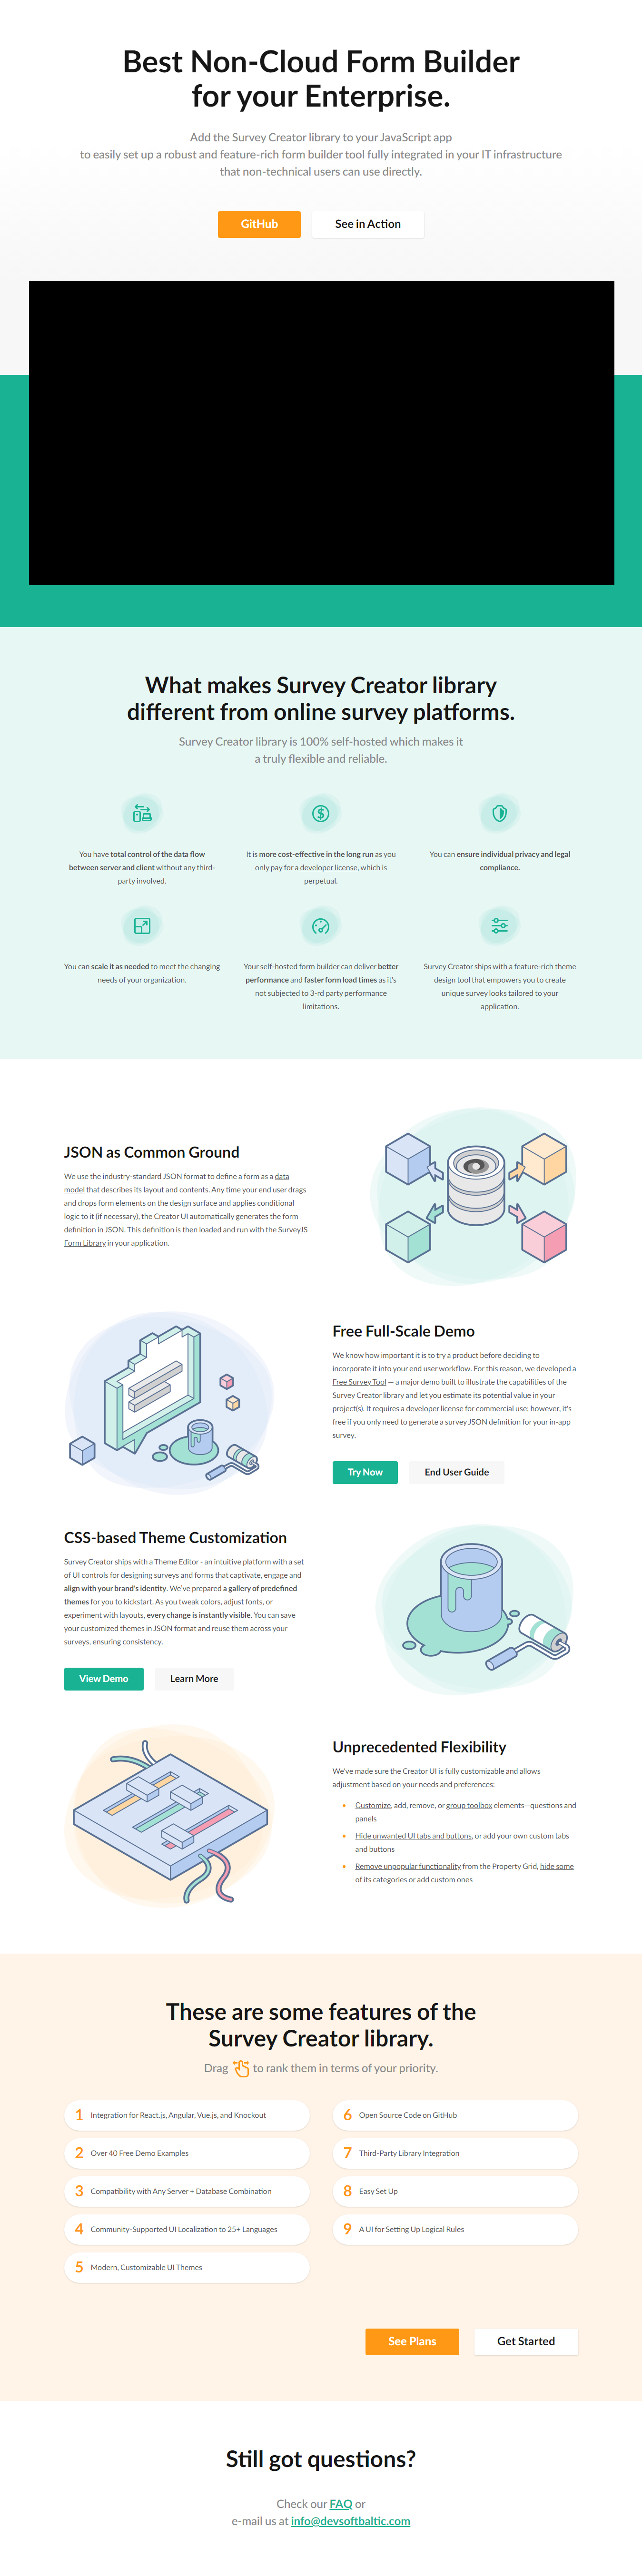 Best Non-Cloud Form Builder
for your Enterprise.
Add the Survey Creator library to your JavaScript app
to easily set up a robust and feature-rich form builder tool fully integrated in your IT infrastructure
that non-technical users can use directly.
GitHub
See in Action
What makes Survey Creator library
different from online survey platforms.
Survey Creator library is 100% self-hosted which makes it
a truly flexible and reliable.
You have total control of the data flow
between server and client without any third-
party involved.
It is more cost-effective in the long run as you
only pay for a developer license, which is
perpetual.
You can ensure individual privacy and legal
compliance.
You can scale it as needed to meet the changing
needs of your organization.
Your self-hosted form builder can deliver better
performance and faster form load times as it's
not subjected to 3-rd party performance
limitations.
Survey Creator ships with a feature-rich theme
design tool that empowers you to create
unique survey looks tailored to your
application.
JSON as Common Ground
We use the industry-standard JSON format to define a form as a data
model that describes its layout and contents. Any time your end user drags
and drops form elements on the design surface and applies conditional
logic to it (if necessary), the Creator UI automatically generates the form
definition in JSON. This definition is then loaded and run with the SurveyJS
Form Library in your application.
Free Full-Scale Demo
We know how important it is to try a product before deciding to
incorporate it into your end user workflow. For this reason, we developed a
Free Survey Tool — a major demo built to illustrate the capabilities of the
Survey Creator library and let you estimate its potential value in your
project(s). It requires a developer license for commercial use; however, it's
free if you only need to generate a survey JSON definition for your in-app
survey.
Try Now
End User Guide
CSS-based Theme Customization
Survey Creator ships with a Theme Editor - an intuitive platform with a set
of UI controls for designing surveys and forms that captivate, engage and
align with your brand's identity. We've prepared a gallery of predefined
themes for you to kickstart. As you tweak colors, adjust fonts, or
experiment with layouts, every change is instantly visible. You can save
your customized themes in JSON format and reuse them across your
surveys, ensuring consistency.
View Demo
Learn More
Unprecedented Flexibility
We've made sure the Creator UI is fully customizable and allows
adjustment based on your needs and preferences:
Customize, add, remove, or group toolbox elements—questions and
panels
Hide unwanted UI tabs and buttons, or add your own custom tabs
and buttons
Remove unpopular functionality from the Property Grid, hide some
of its categories or add custom ones
These are some features of the
Survey Creator library.
Drag to rank them in terms of your priority.
1 Integration for React.js, Angular, Vue.js, and Knockout
2 Over 40 Free Demo Examples
3 Compatibility with Any Server + Database Combination
4 Community-Supported UI Localization to 25+ Languages
5 Modern, Customizable UI Themes
6 Open Source Code on GitHub
7 Third-Party Library Integration
8 Easy Set Up
9 A UI for Setting Up Logical Rules
See Plans
Get Started
Still got questions?
Check our FAQ or
e-mail us at info@devsoftbaltic.com